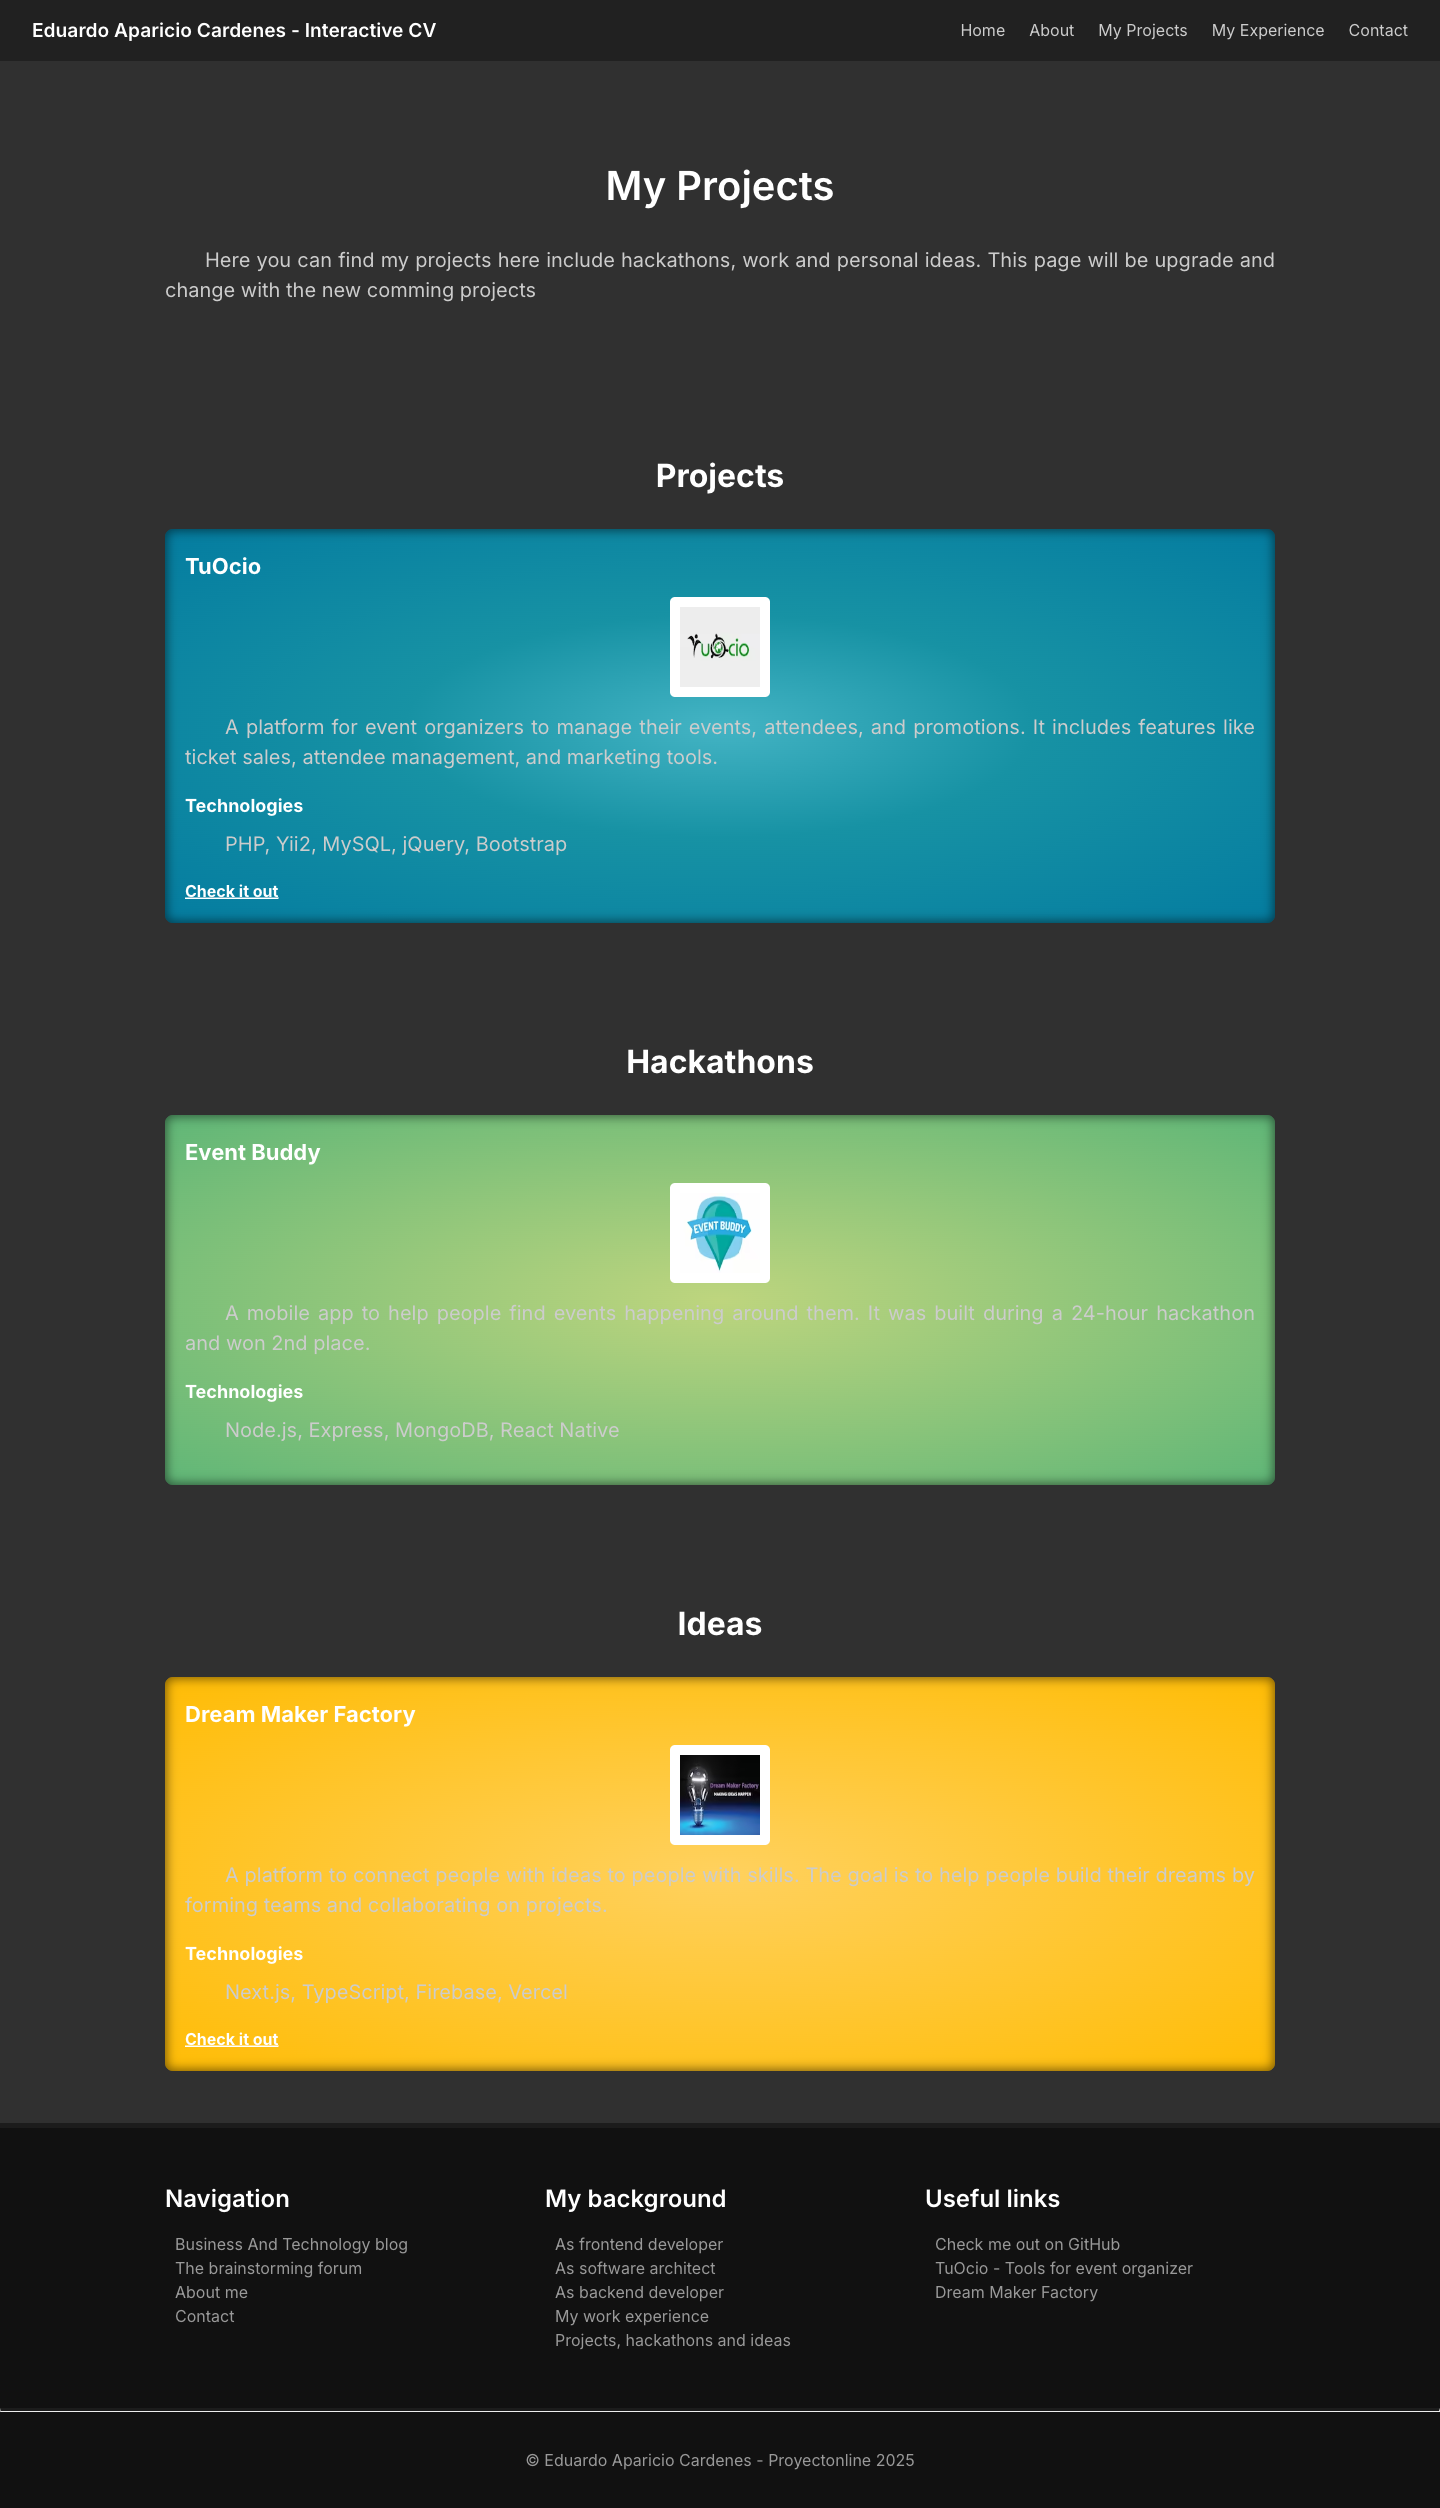 Eduardo Aparicio Cardenes - Interactive CV
Home About My Projects My Experience Contact
My Projects
Here you can find my projects here include hackathons, work and personal ideas. This page will be upgrade and
change with the new comming projects
Projects
TuOcio
TuOcio
A platform for event organizers to manage their events, attendees, and promotions. It includes features like
ticket sales, attendee management, and marketing tools.
Technologies
PHP, Yii2, MySQL, jQuery, Bootstrap
Check it out
Hackathons
Event Buddy
EVENT BUDDY
A mobile app to help people find events happening around them. It was built during a 24-hour hackathon
and won 2nd place.
Technologies
Node.js, Express, MongoDB, React Native
Ideas
Dream Maker Factory
Dream Maker Factory
MAKING IDEAS HAPPEN
A platform to connect people with ideas to people with skills. The goal is to help people build their dreams by
forming teams and collaborating on projects.
Technologies
Next.js, TypeScript, Firebase, Vercel
Check it out
Navigation
Business And Technology blog
The brainstorming forum
About me
Contact
My background
As frontend developer
As software architect
As backend developer
My work experience
Projects, hackathons and ideas
Useful links
Check me out on GitHub
TuOcio - Tools for event organizer
Dream Maker Factory
© Eduardo Aparicio Cardenes - Proyectonline 2025